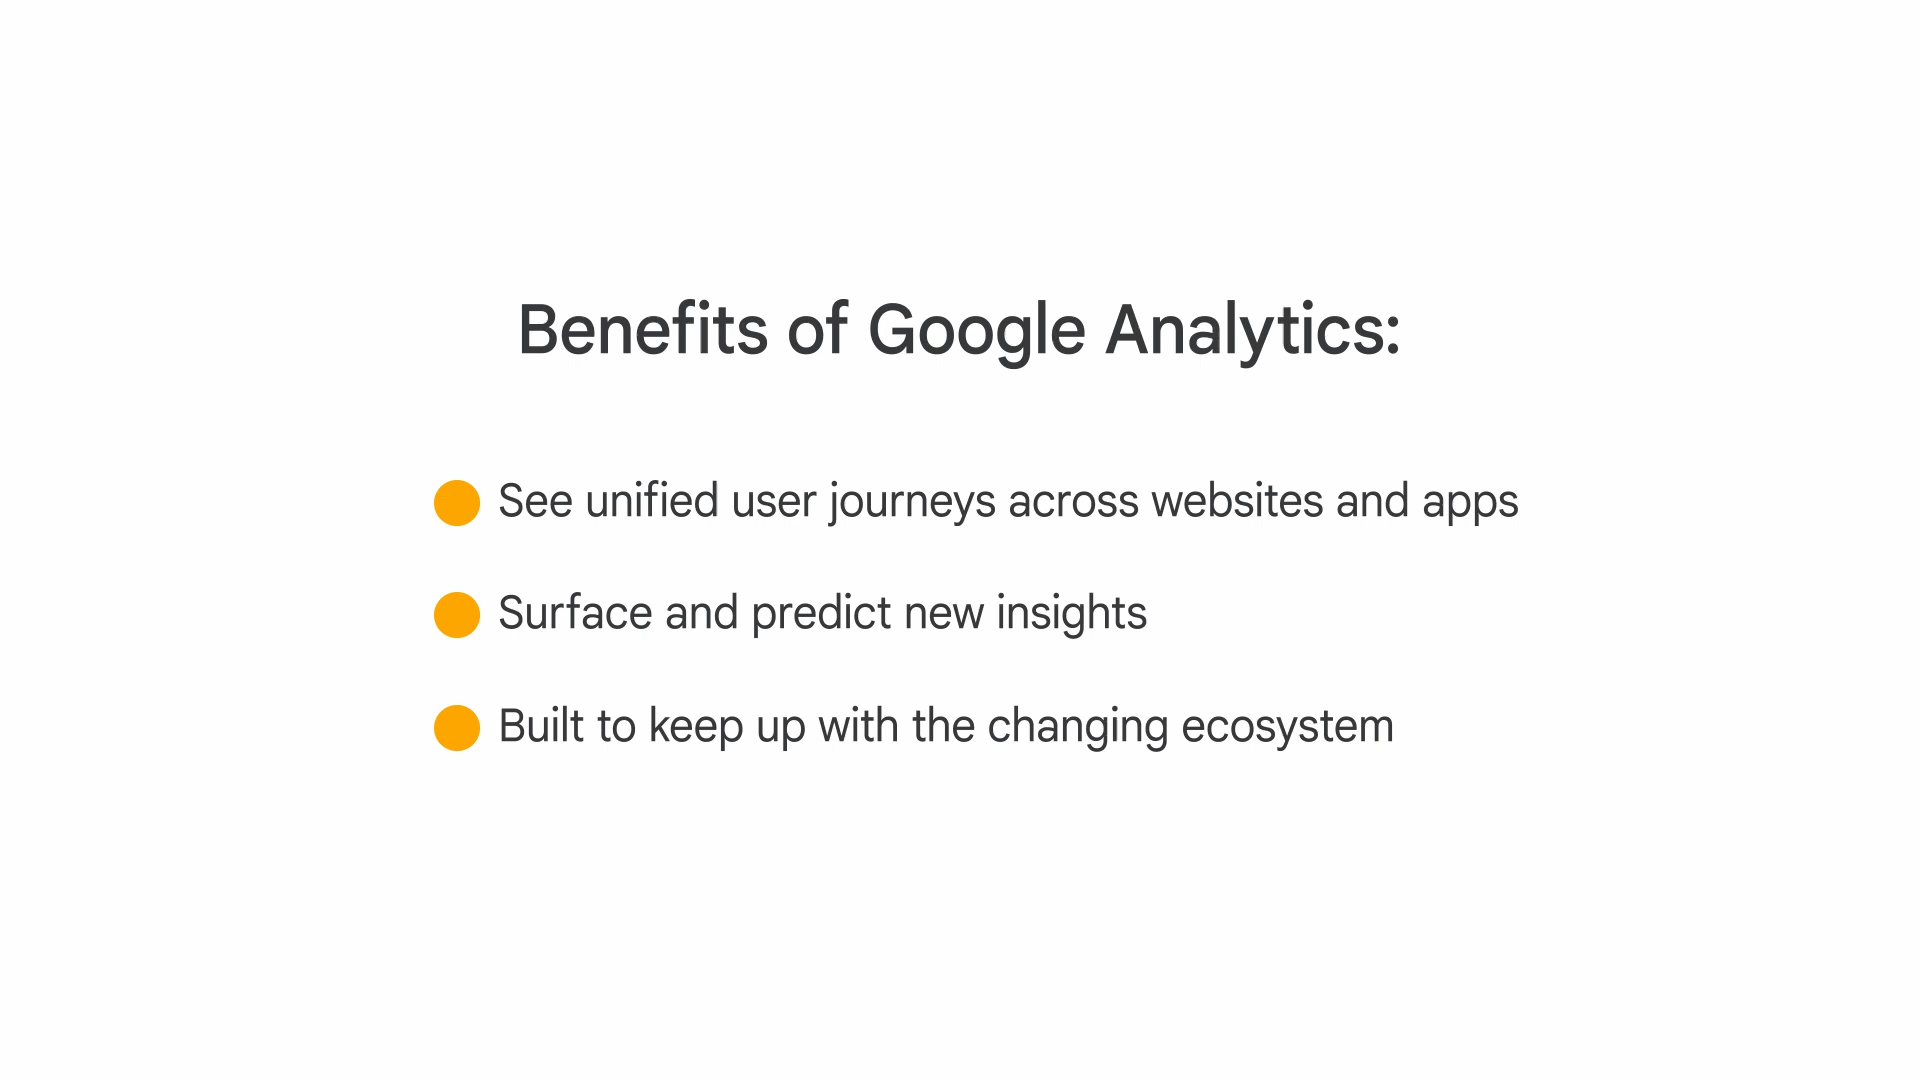 Benefits of Google Analytics:
See unified user journeys across websites and apps
Surface and predict new insights
Built to keep up with the changing ecosystem